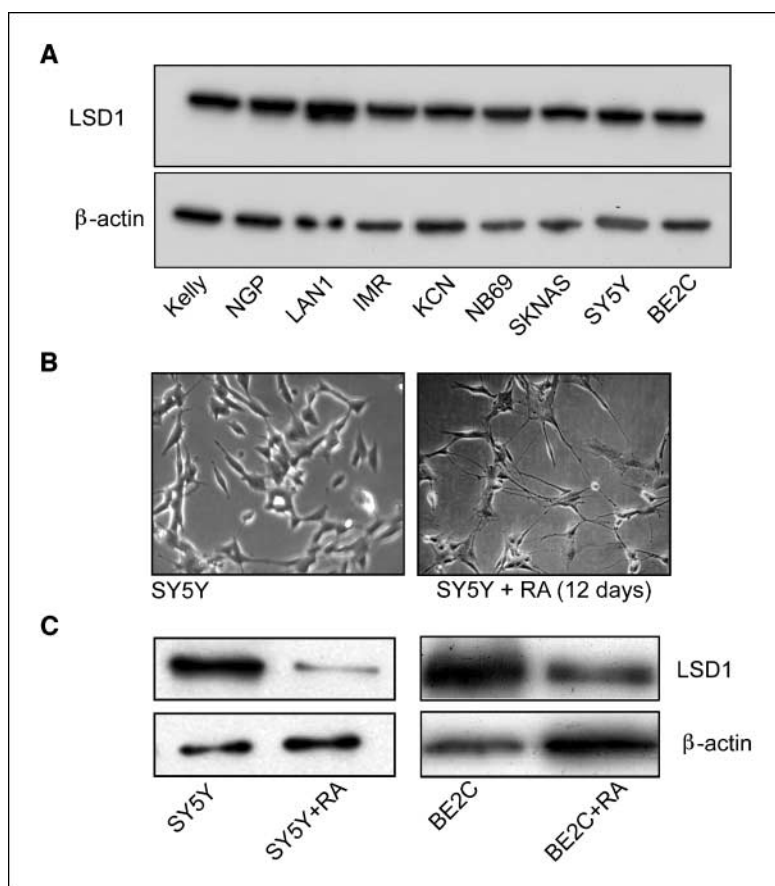 A
LSD1
β-actin
Kelly NGP LAN1 IMR KCN NB69 SKNAS SY5Y BE2C
B
SY5Y SY5Y + RA (12 days)
C
LSD1
β-actin
SY5Y SY5Y+RA BE2C BE2C+RA